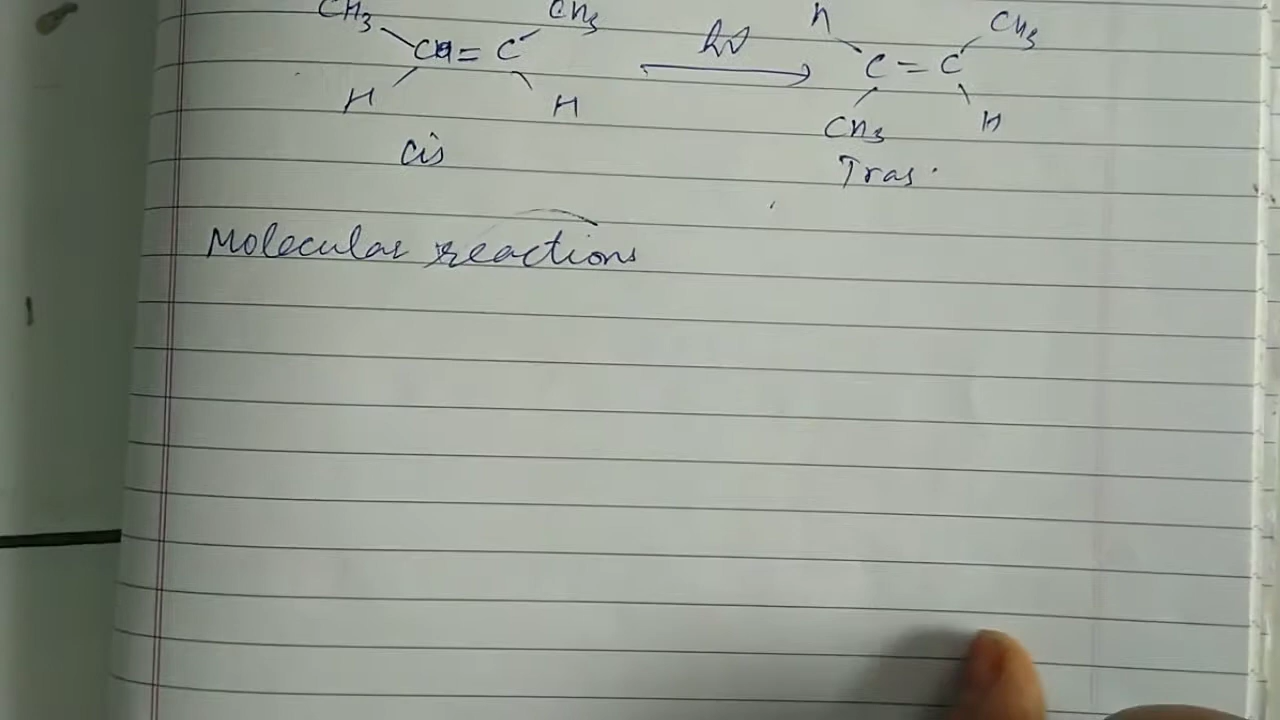 CH3 CH3 H CH3
C = C hν C = C
H H CH3 H
cis Tras.
Molecular reactions